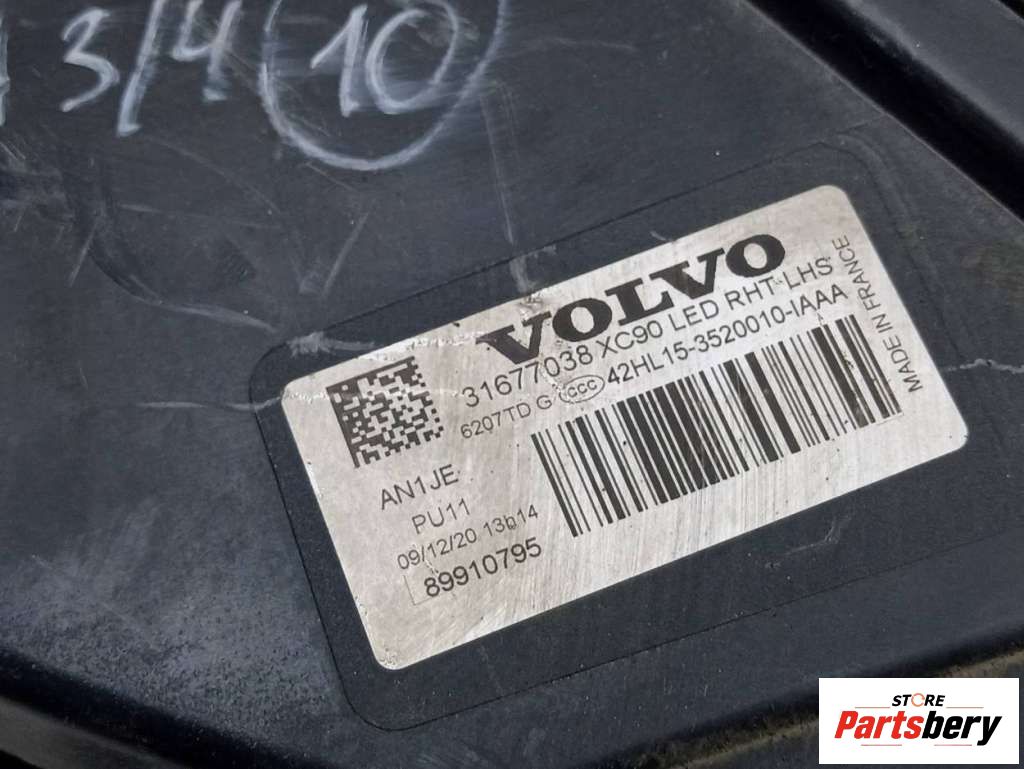 3/4 10
VOLVO
31677038 XC90 LED RHT LHS
6207TD G CCC 42HL15-3520010-IAAA
MADE IN FRANCE
AN1JE
PU11
09/12/20 13h14
89910795
STORE
Partsbery